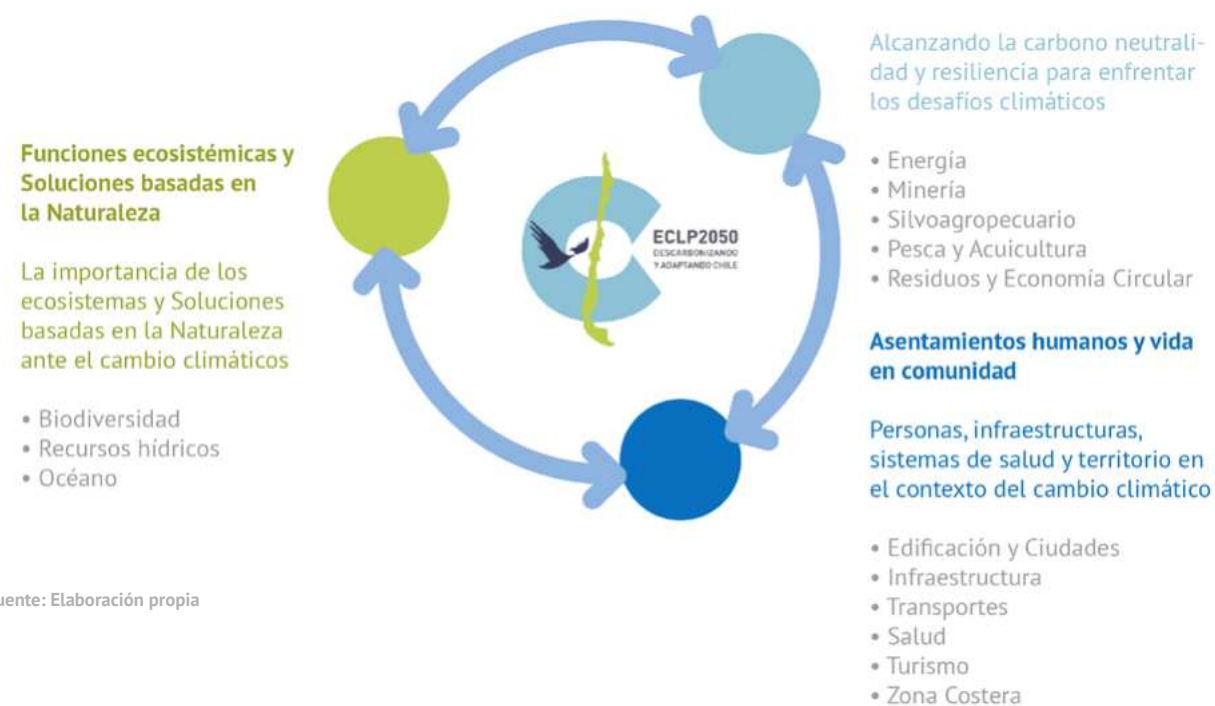 Funciones ecosistémicas y
Soluciones basadas en
la Naturaleza
La importancia de los
ecosistemas y Soluciones
basadas en la Naturaleza
ante el cambio climáticos
• Biodiversidad
• Recursos hídricos
• Océano
ECLP2050
DESCARBONIZANDO
Y ADAPTANDO CHILE
Alcanzando la carbono neutrali-
dad y resiliencia para enfrentar
los desafíos climáticos
• Energía
• Minería
• Silvoagropecuario
• Pesca y Acuicultura
• Residuos y Economía Circular
Asentamientos humanos y vida
en comunidad
Personas, infraestructuras,
sistemas de salud y territorio en
el contexto del cambio climático
• Edificación y Ciudades
• Infraestructura
• Transportes
• Salud
• Turismo
• Zona Costera
uente: Elaboración propia